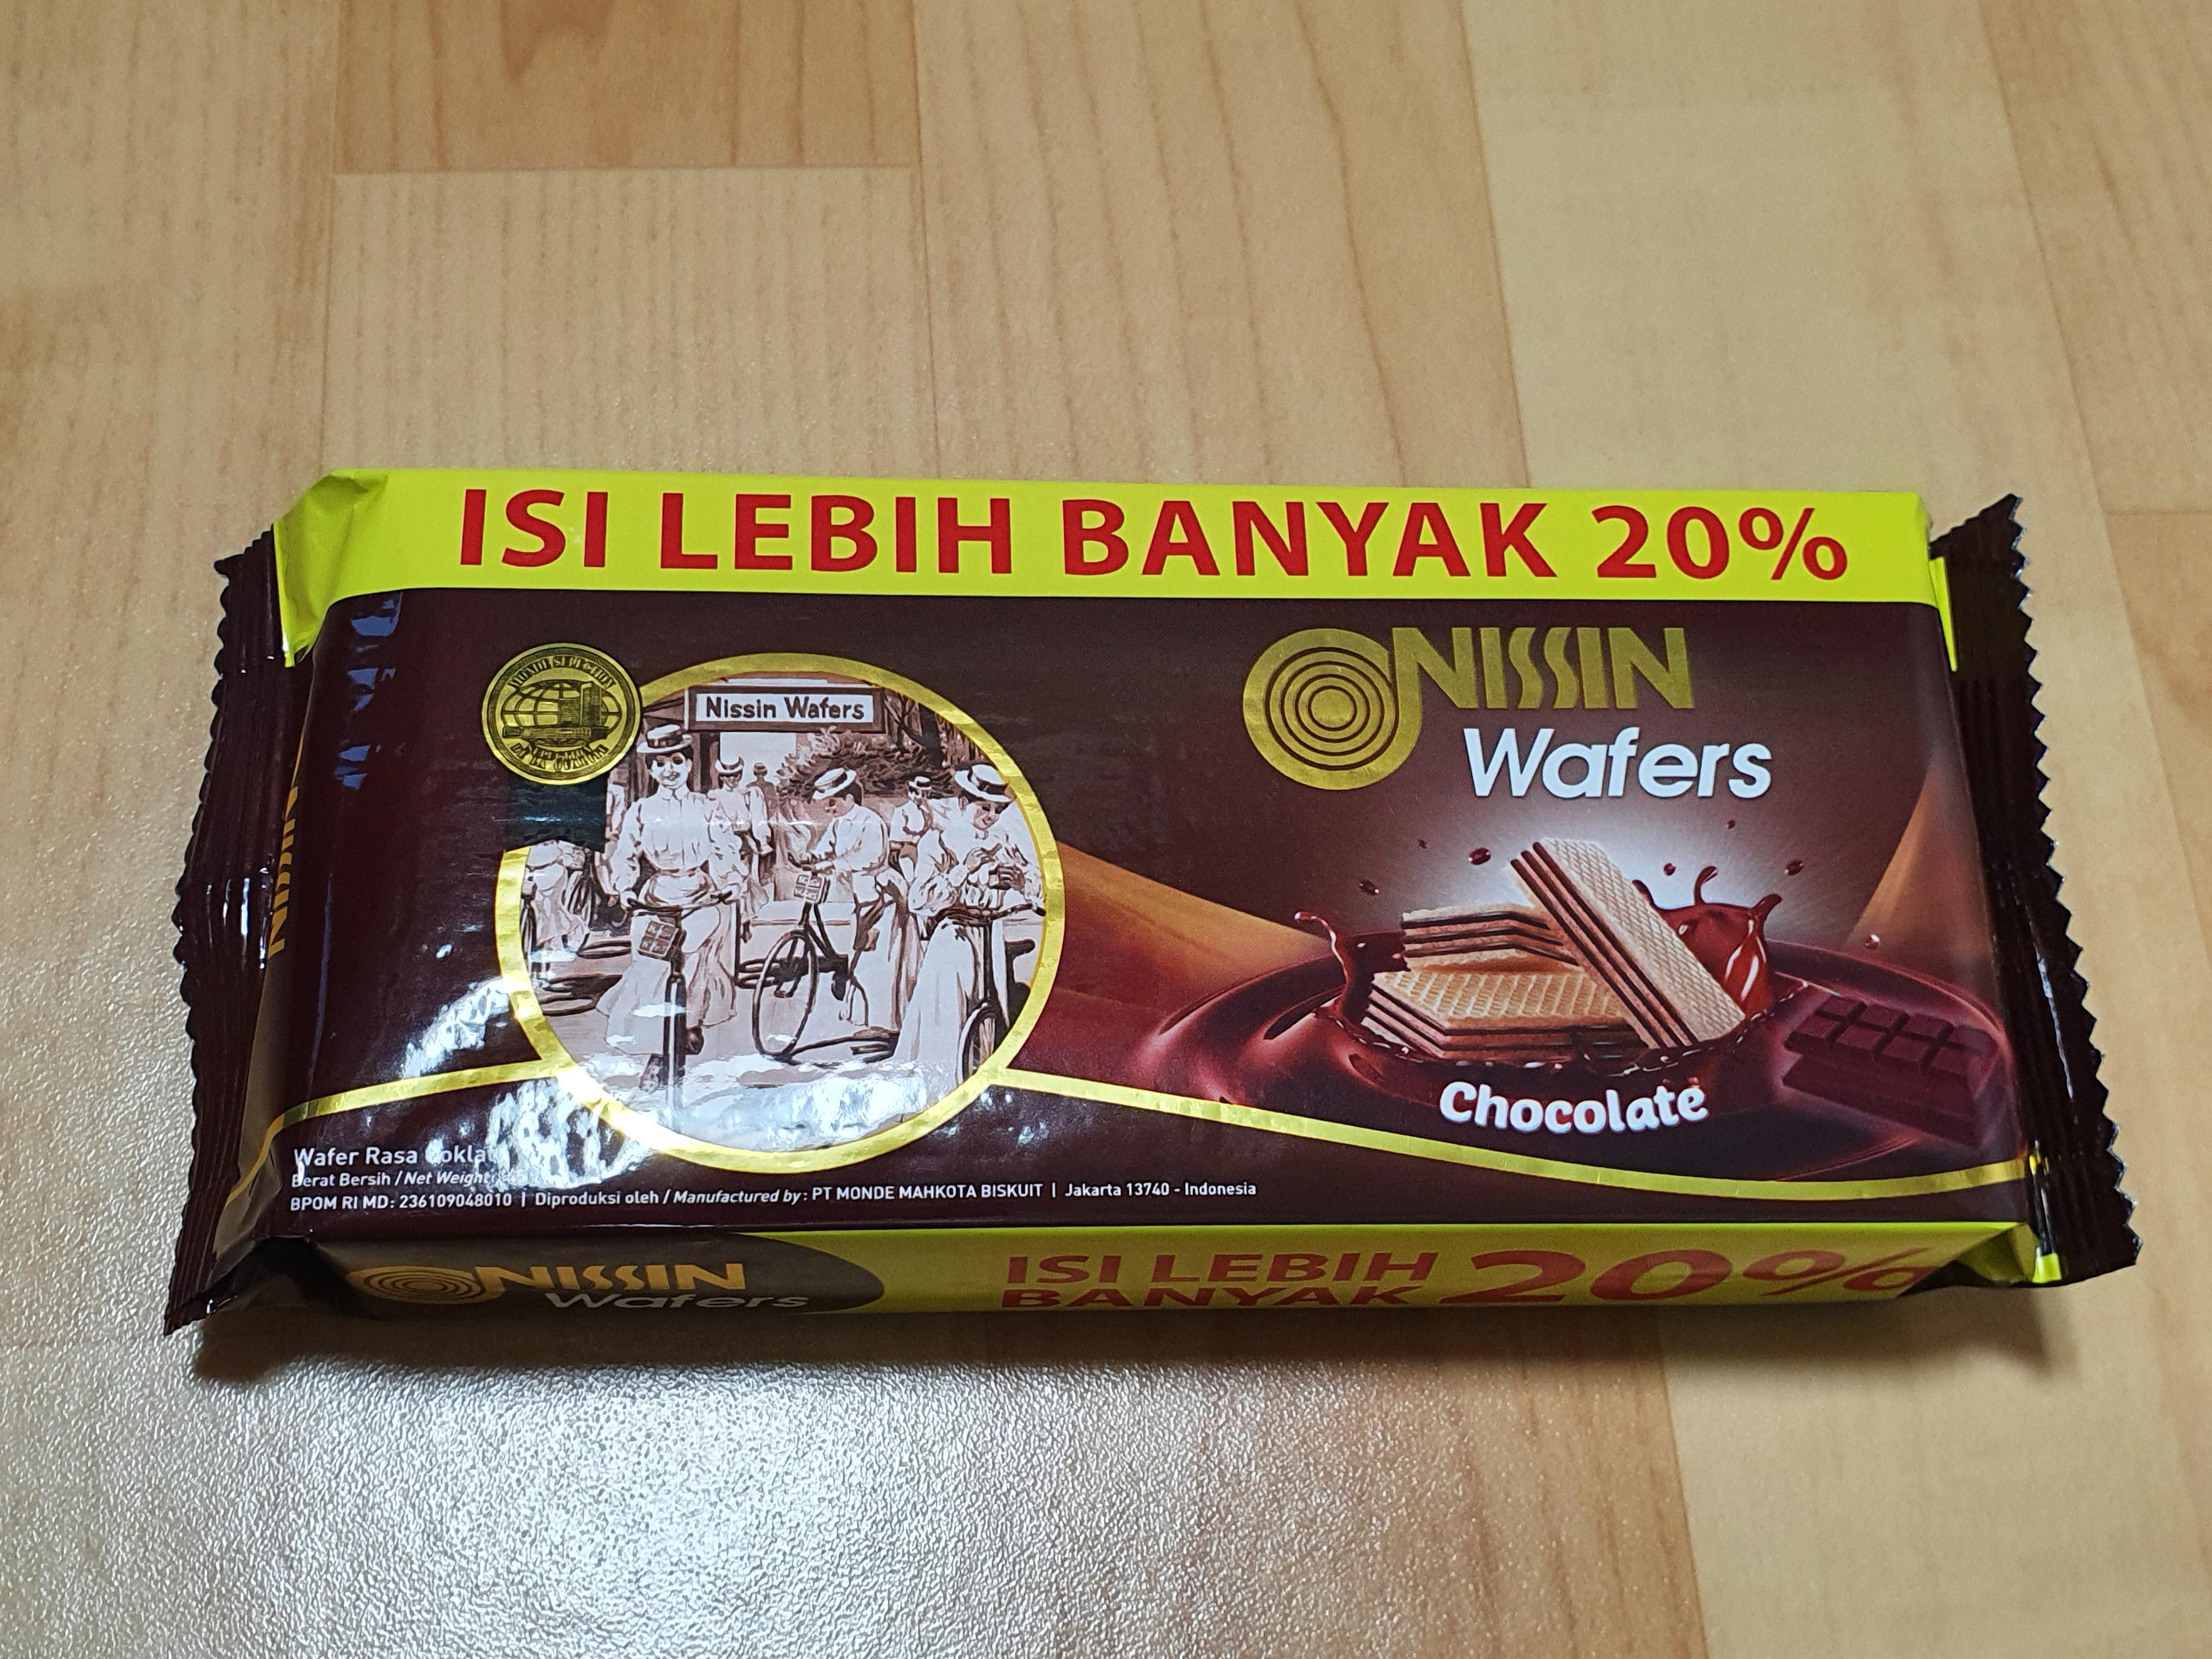 ISI LEBIH BANYAK 20%
NISSIN
Wafers
Nissin Wafers
Chocolate
NISSIN
Wafer Rasa
Berat Bersih / Net Weight
BPOM RI MD: 236109048010 | Diproduksi oleh / Manufactured by : PT MONDE MAHKOTA BISKUIT | Jakarta 13740 - Indonesia
NISSIN
Wafers
ISI LEBIH
BANYAK 20%